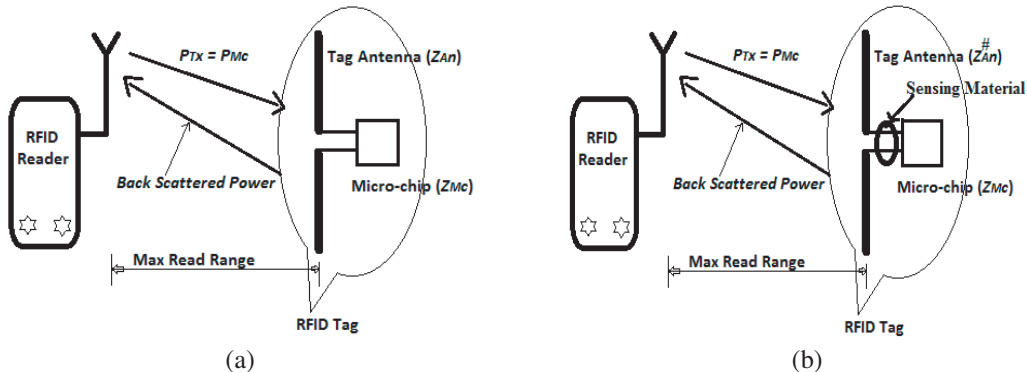 PTx = PMc
Tag Antenna (ZAn)
RFID
Reader
Back Scattered Power
Micro-chip (ZMc)
Max Read Range
RFID Tag
(a)
PTx = PMc
Tag Antenna (ZAn#)
Sensing Material
RFID
Reader
Back Scattered Power
Micro-chip (ZMc)
Max Read Range
RFID Tag
(b)